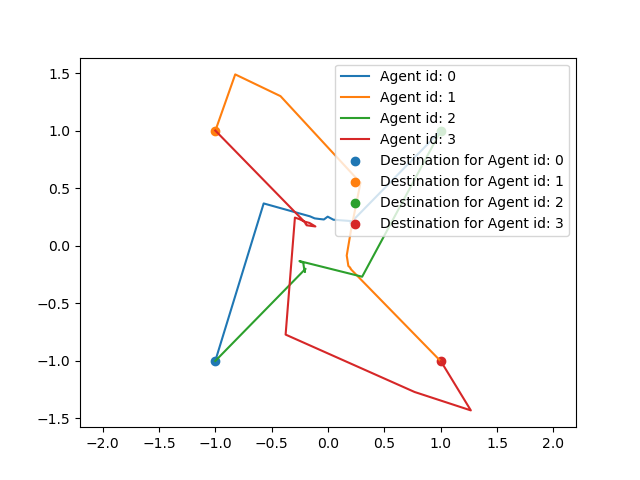 1.5
1.0
0.5
0.0
−0.5
−1.0
−1.5
−2.0 −1.5 −1.0 −0.5 0.0 0.5 1.0 1.5 2.0
Agent id: 0
Agent id: 1
Agent id: 2
Agent id: 3
Destination for Agent id: 0
Destination for Agent id: 1
Destination for Agent id: 2
Destination for Agent id: 3